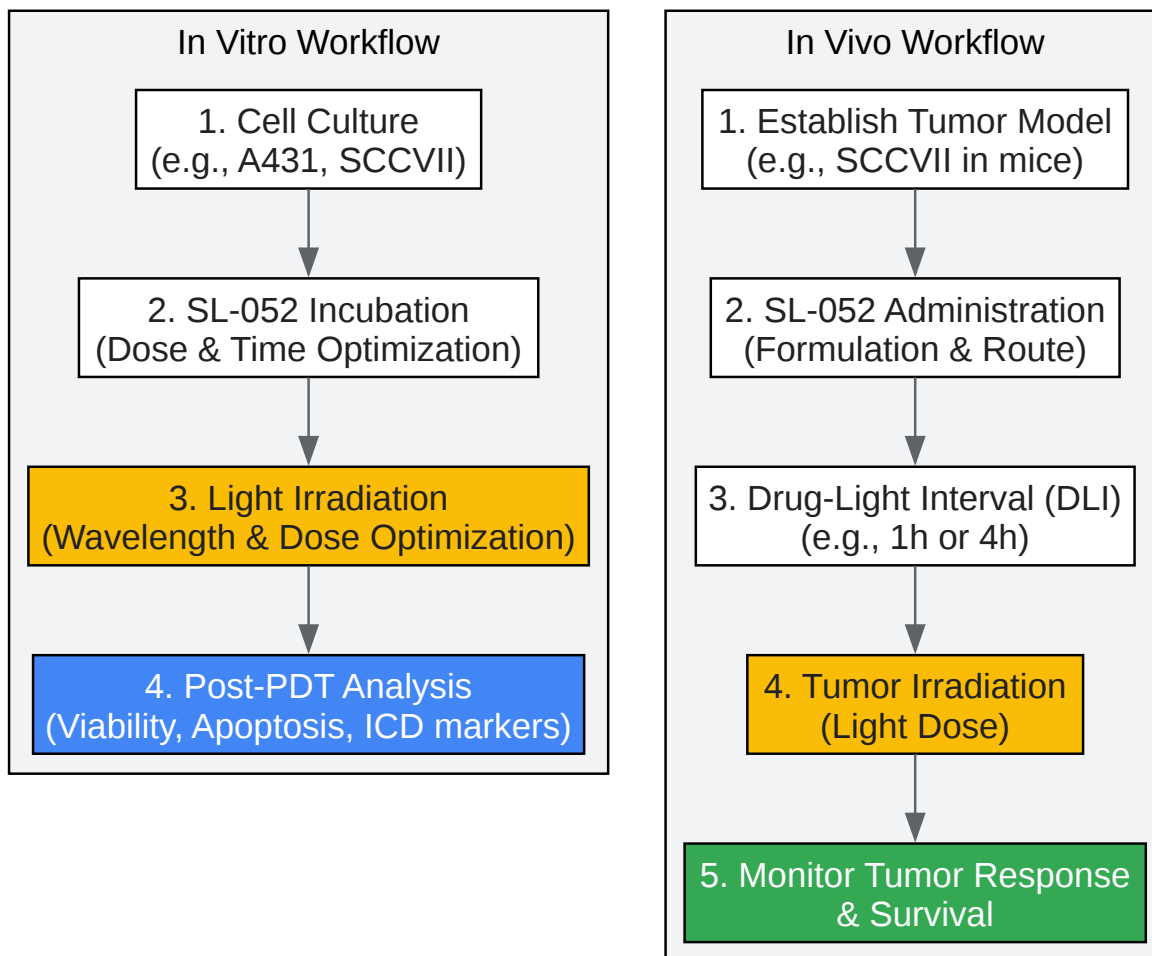 In Vitro Workflow
1. Cell Culture
(e.g., A431, SCCVII)
2. SL-052 Incubation
(Dose & Time Optimization)
3. Light Irradiation
(Wavelength & Dose Optimization)
4. Post-PDT Analysis
(Viability, Apoptosis, ICD markers)
In Vivo Workflow
1. Establish Tumor Model
(e.g., SCCVII in mice)
2. SL-052 Administration
(Formulation & Route)
3. Drug-Light Interval (DLI)
(e.g., 1h or 4h)
4. Tumor Irradiation
(Light Dose)
5. Monitor Tumor Response
& Survival